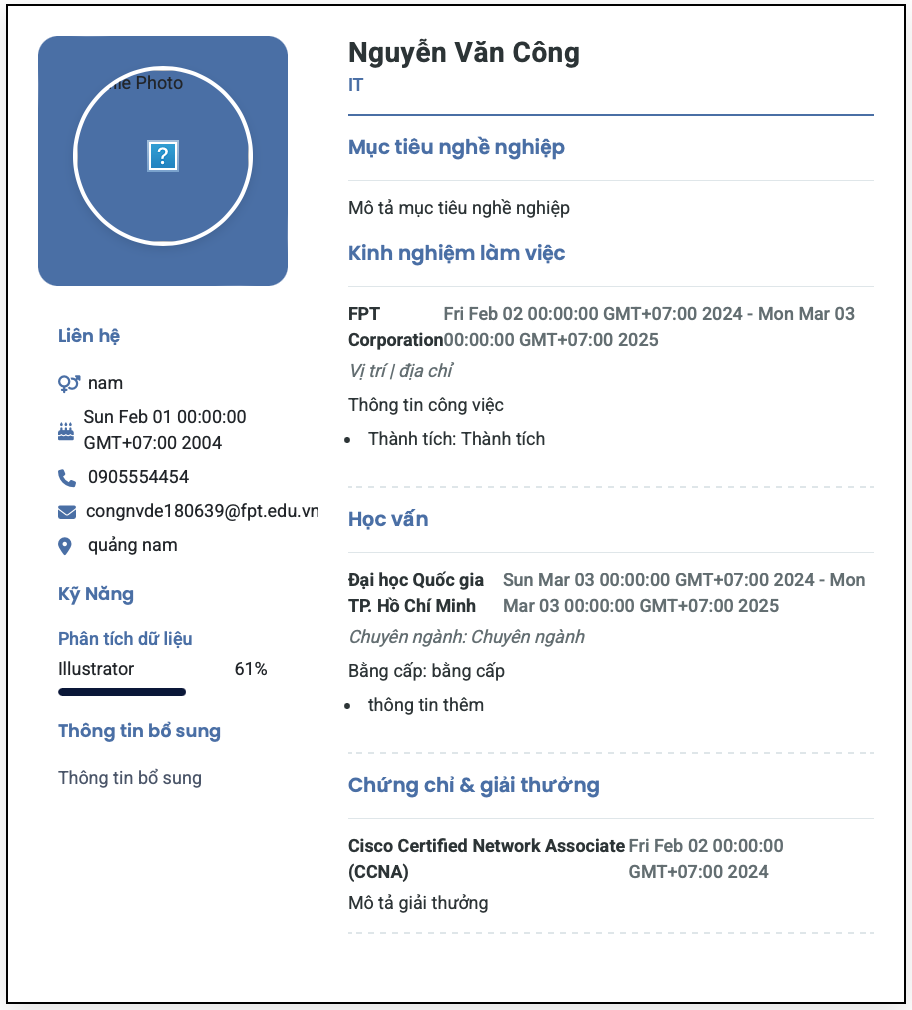 Photo
?
Liên hệ
nam
Sun Feb 01 00:00:00
GMT+07:00 2004
0905554454
congnvde180639@fpt.edu.vn
quảng nam
Kỹ Năng
Phân tích dữ liệu
Illustrator 61%
Thông tin bổ sung
Thông tin bổ sung
Nguyễn Văn Công
IT
Mục tiêu nghề nghiệp
Mô tả mục tiêu nghề nghiệp
Kinh nghiệm làm việc
FPT Fri Feb 02 00:00:00 GMT+07:00 2024 - Mon Mar 03
Corporation 00:00:00 GMT+07:00 2025
Vị trí | địa chỉ
Thông tin công việc
• Thành tích: Thành tích
Học vấn
Đại học Quốc gia Sun Mar 03 00:00:00 GMT+07:00 2024 - Mon
TP. Hồ Chí Minh Mar 03 00:00:00 GMT+07:00 2025
Chuyên ngành: Chuyên ngành
Bằng cấp: bằng cấp
• thông tin thêm
Chứng chỉ & giải thưởng
Cisco Certified Network Associate Fri Feb 02 00:00:00
(CCNA) GMT+07:00 2024
Mô tả giải thưởng